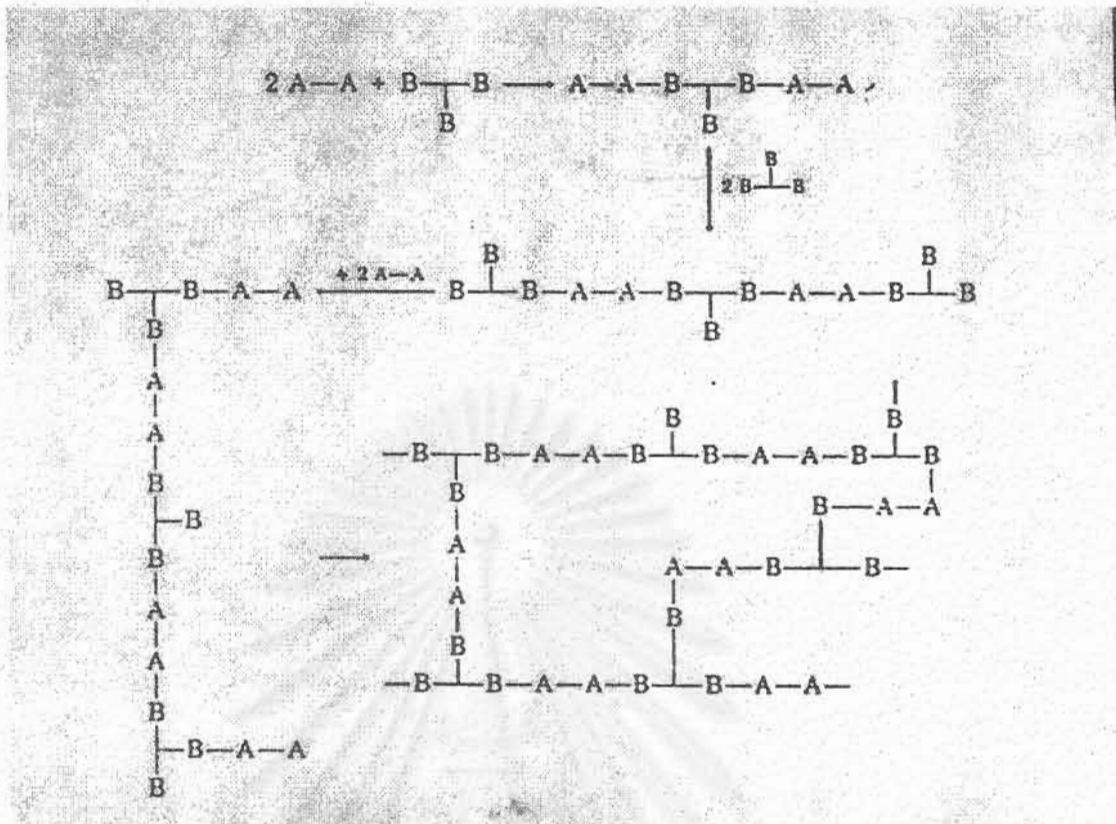 2 A—A + B B → A—A—B B—A—A
B B
B
2 B B
B B
B B—A—A + 2 A—A B B—A—A—B B—A—A—B B
B B
A
A B B
B —B B—A—A—B B—A—A—B B
B B
B B—A—A
B A
A A—A—B B—
A A B
A B
B —B B—A—A—B B—A—A—
—B—A—A
B